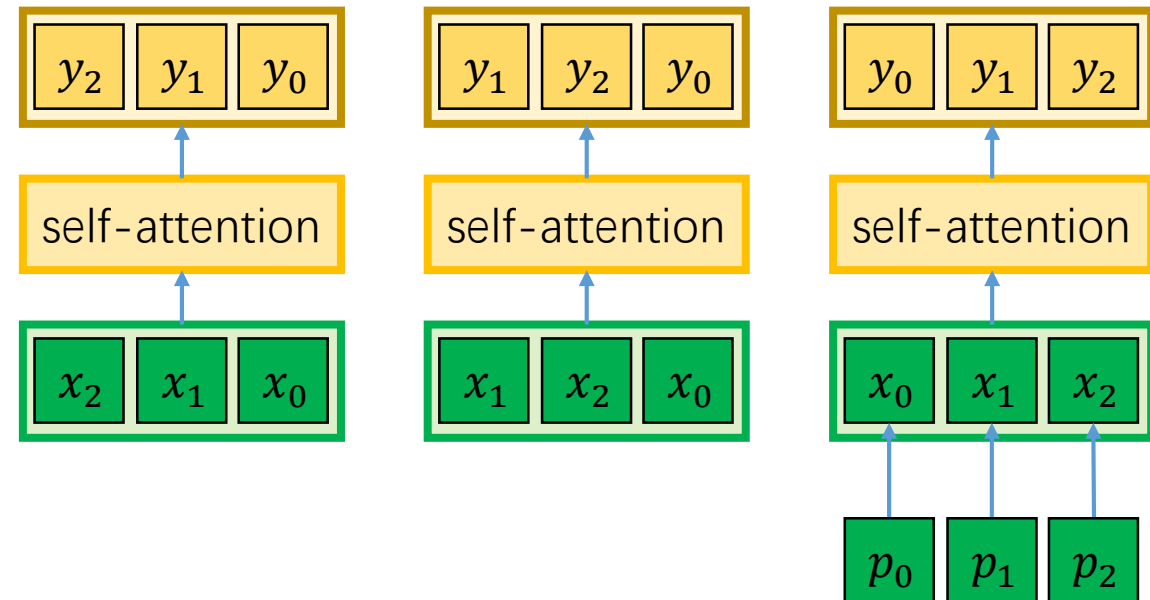 y₂ y₁ y₀
y₁ y₂ y₀
y₀ y₁ y₂
self-attention
self-attention
self-attention
x₂ x₁ x₀
x₁ x₂ x₀
x₀ x₁ x₂
p₀ p₁ p₂